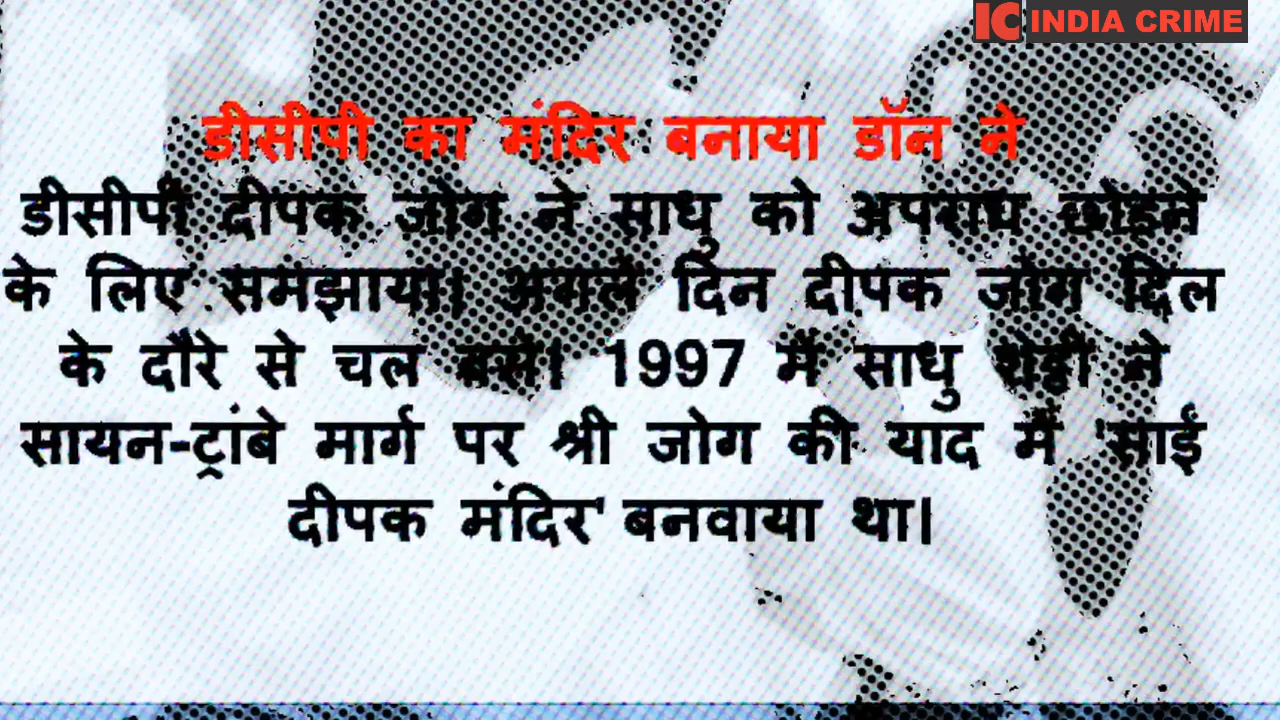 IC INDIA CRIME
डीसीपी का मंदिर बनाया डॉन ने
डीसीपी दीपक जोग ने साधु को अपराध छोड़ने
के लिए समझाया। अगले दिन दीपक जोग दिल
के दौरे से चल बसे। 1997 में साधु शेट्टी ने
सायन-ट्रांबे मार्ग पर श्री जोग की याद में 'साईं
दीपक मंदिर' बनवाया था।